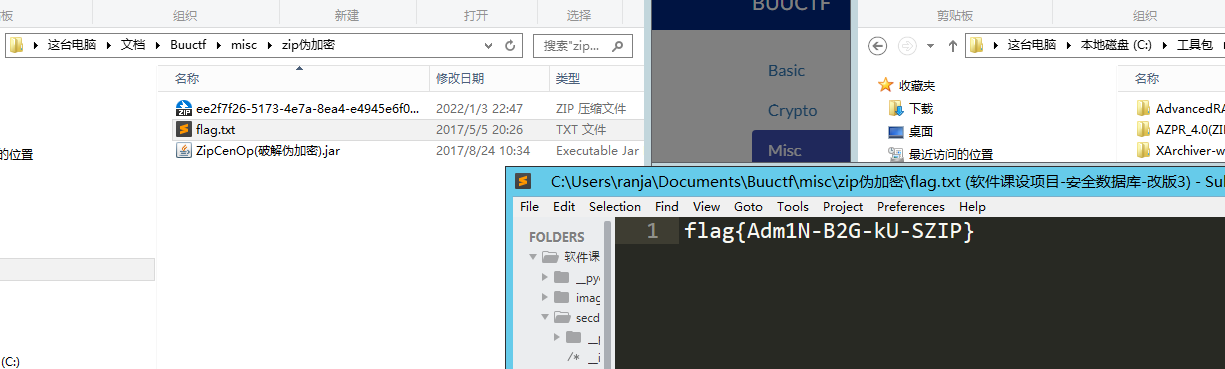 组织
新建
打开
选择
BUUCTF
剪贴板
组织
这台电脑 文档 Buuctf misc zip伪加密
搜索"zip...
这台电脑 本地磁盘 (C:) 工具包
名称 修改日期 类型
Basic
收藏夹
名称
ee2f7f26-5173-4e7a-8ea4-e4945e6f0... 2022/1/3 22:47 ZIP 压缩文件
Crypto
下载
AdvancedRA
flag.txt 2017/5/5 20:26 TXT 文件
桌面
AZPR_4.0(ZI
的位置
ZipCenOp(破解伪加密).jar 2017/8/24 10:34 Executable Jar
Misc
最近访问的位置
XArchiver-w
C:\Users\ranja\Documents\Buuctf\misc\zip伪加密\flag.txt (软件课设项目-安全数据库-改版3) - Sul
File Edit Selection Find View Goto Tools Project Preferences Help
FOLDERS
1 flag{Adm1N-B2G-kU-SZIP}
软件课
__pyc
imag
secd
__p
/* __i
(C:)